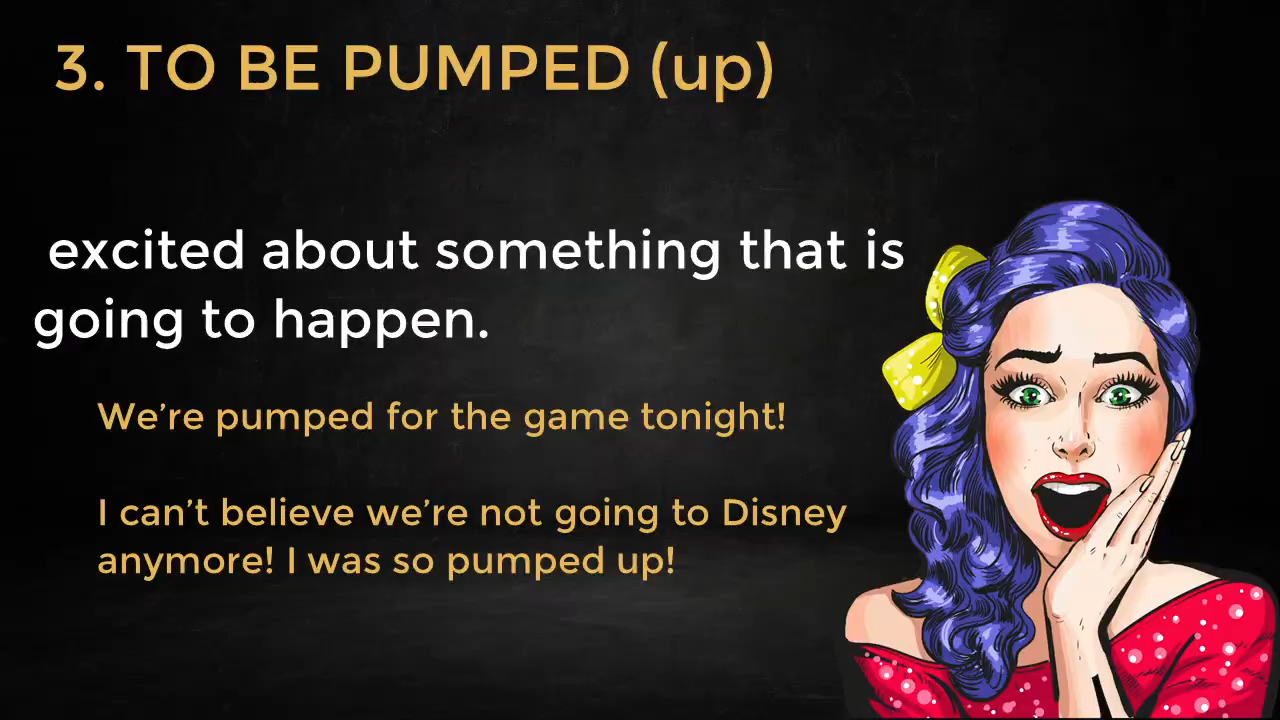 3. TO BE PUMPED (up)
excited about something that is
going to happen.
We’re pumped for the game tonight!
I can’t believe we’re not going to Disney
anymore! I was so pumped up!